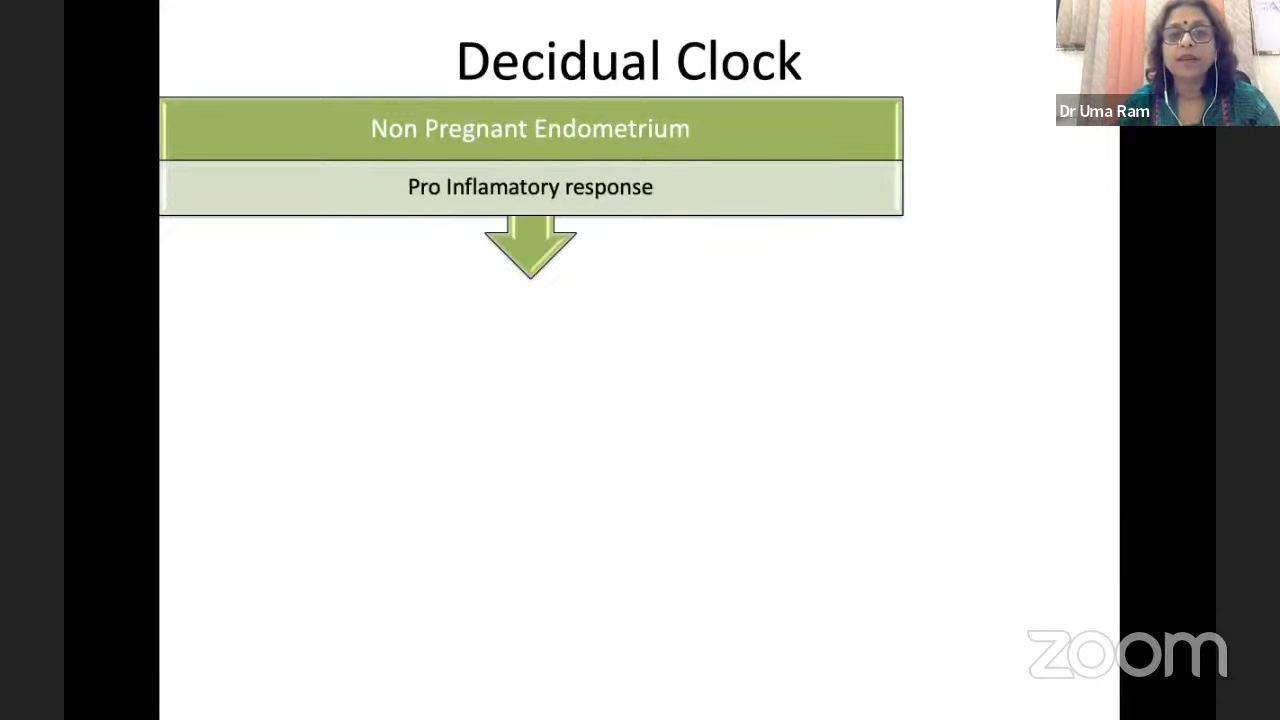 Decidual Clock
Non Pregnant Endometrium
Pro Inflamatory response
Dr Uma Ram
zoom